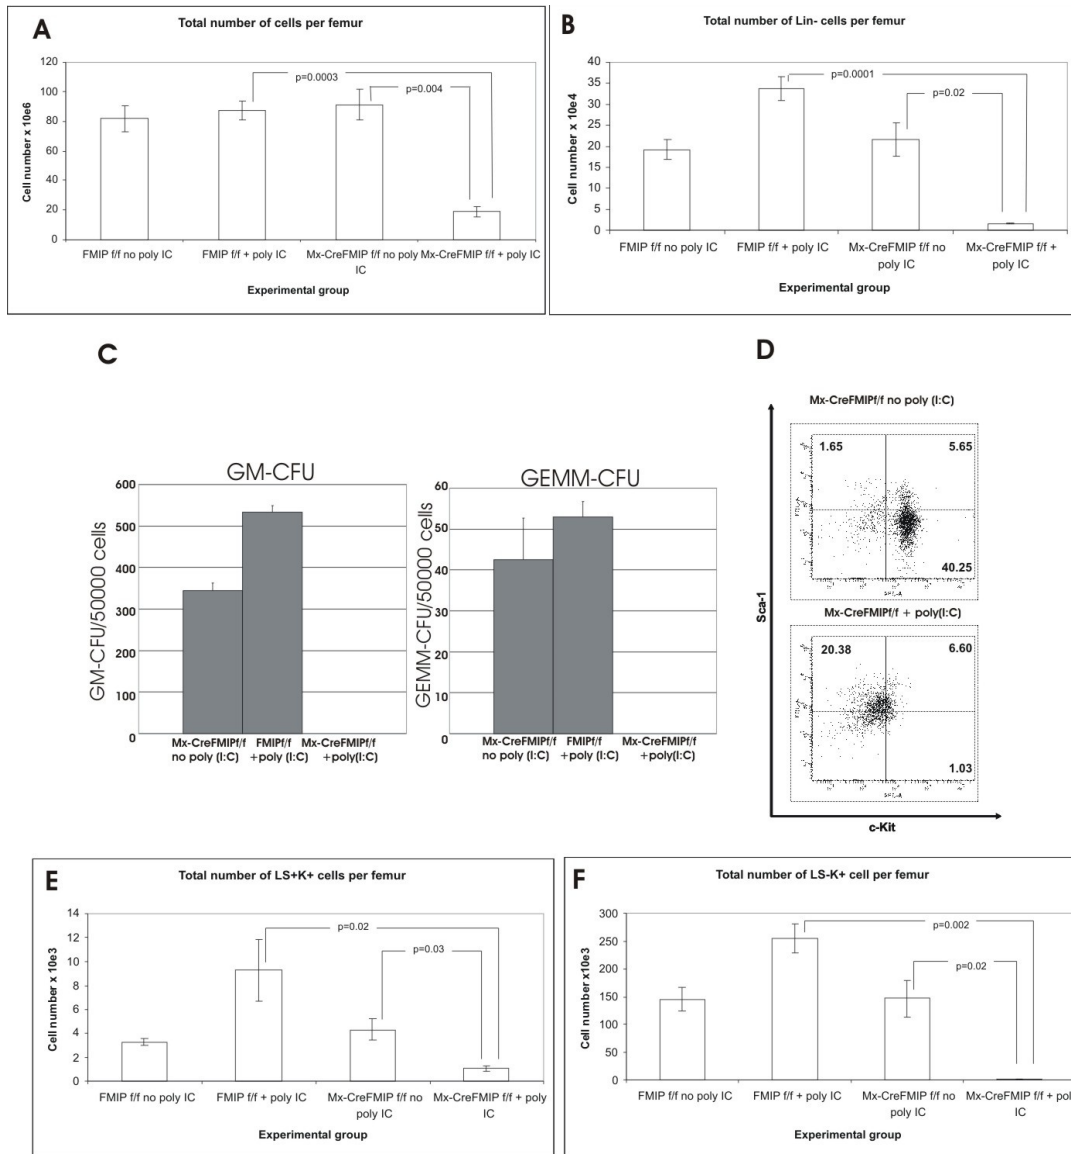 A
Total number of cells per femur
120
100
80
60
40
20
0
Cell number x 10e6
p=0.0003
p=0.004
FMIP f/f no poly IC
FMIP f/f + poly IC
Mx-CreFMIP f/f no poly IC
Mx-CreFMIP f/f + poly IC
Experimental group
B
Total number of Lin- cells per femur
40
35
30
25
20
15
10
5
0
Cell number x 10e4
p=0.0001
p=0.02
FMIP f/f no poly IC
FMIP f/f + poly IC
Mx-CreFMIP f/f no
poly IC
Mx-CreFMIP f/f +
poly IC
Experimental group
C
GM-CFU
600
500
400
300
200
100
0
GM-CFU/50000 cells
Mx-CreFMIPf/f
no poly (I:C)
FMIPf/f
+poly (I:C)
Mx-CreFMIPf/f
+poly(I:C)
GEMM-CFU
60
50
40
30
20
10
0
GEMM-CFU/50000 cells
Mx-CreFMIPf/f
no poly (I:C)
FMIPf/f
+poly (I:C)
Mx-CreFMIPf/f
+poly(I:C)
D
Mx-CreFMIPf/f no poly (I:C)
1.65
5.65
40.25
Mx-CreFMIPf/f + poly(I:C)
20.38
6.60
1.03
Sca-1
c-Kit
E
Total number of LS+K+ cells per femur
14
12
10
8
6
4
2
0
Cell number x10e3
p=0.02
p=0.03
FMIP f/f no poly IC
FMIP f/f + poly IC
Mx-CreFMIP f/f no
poly IC
Mx-CreFMIP f/f + poly
IC
Experimental group
F
Total number of LS-K+ cell per femur
300
250
200
150
100
50
0
Cell number x10e3
p=0.002
p=0.02
FMIP f/f no poly IC
FMIP f/f + poly IC
Mx-CreFMIP f/f no
poly IC
Mx-CreFMIP f/f + poly
IC
Experimental group